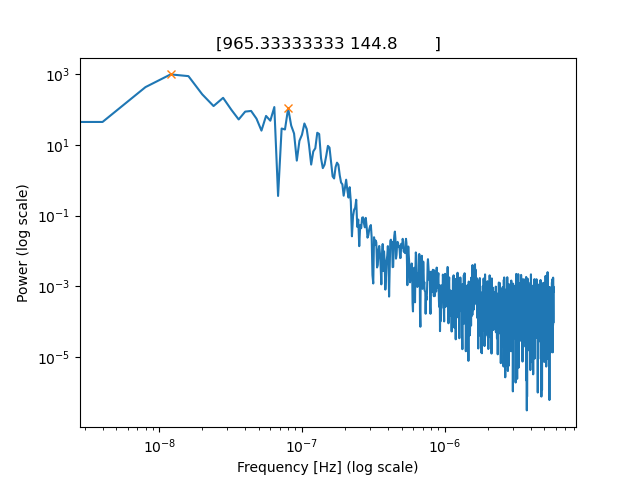 [965.33333333 144.8       ]
10³
10¹
10⁻¹
10⁻³
10⁻⁵
Power (log scale)
10⁻⁸
10⁻⁷
10⁻⁶
Frequency [Hz] (log scale)